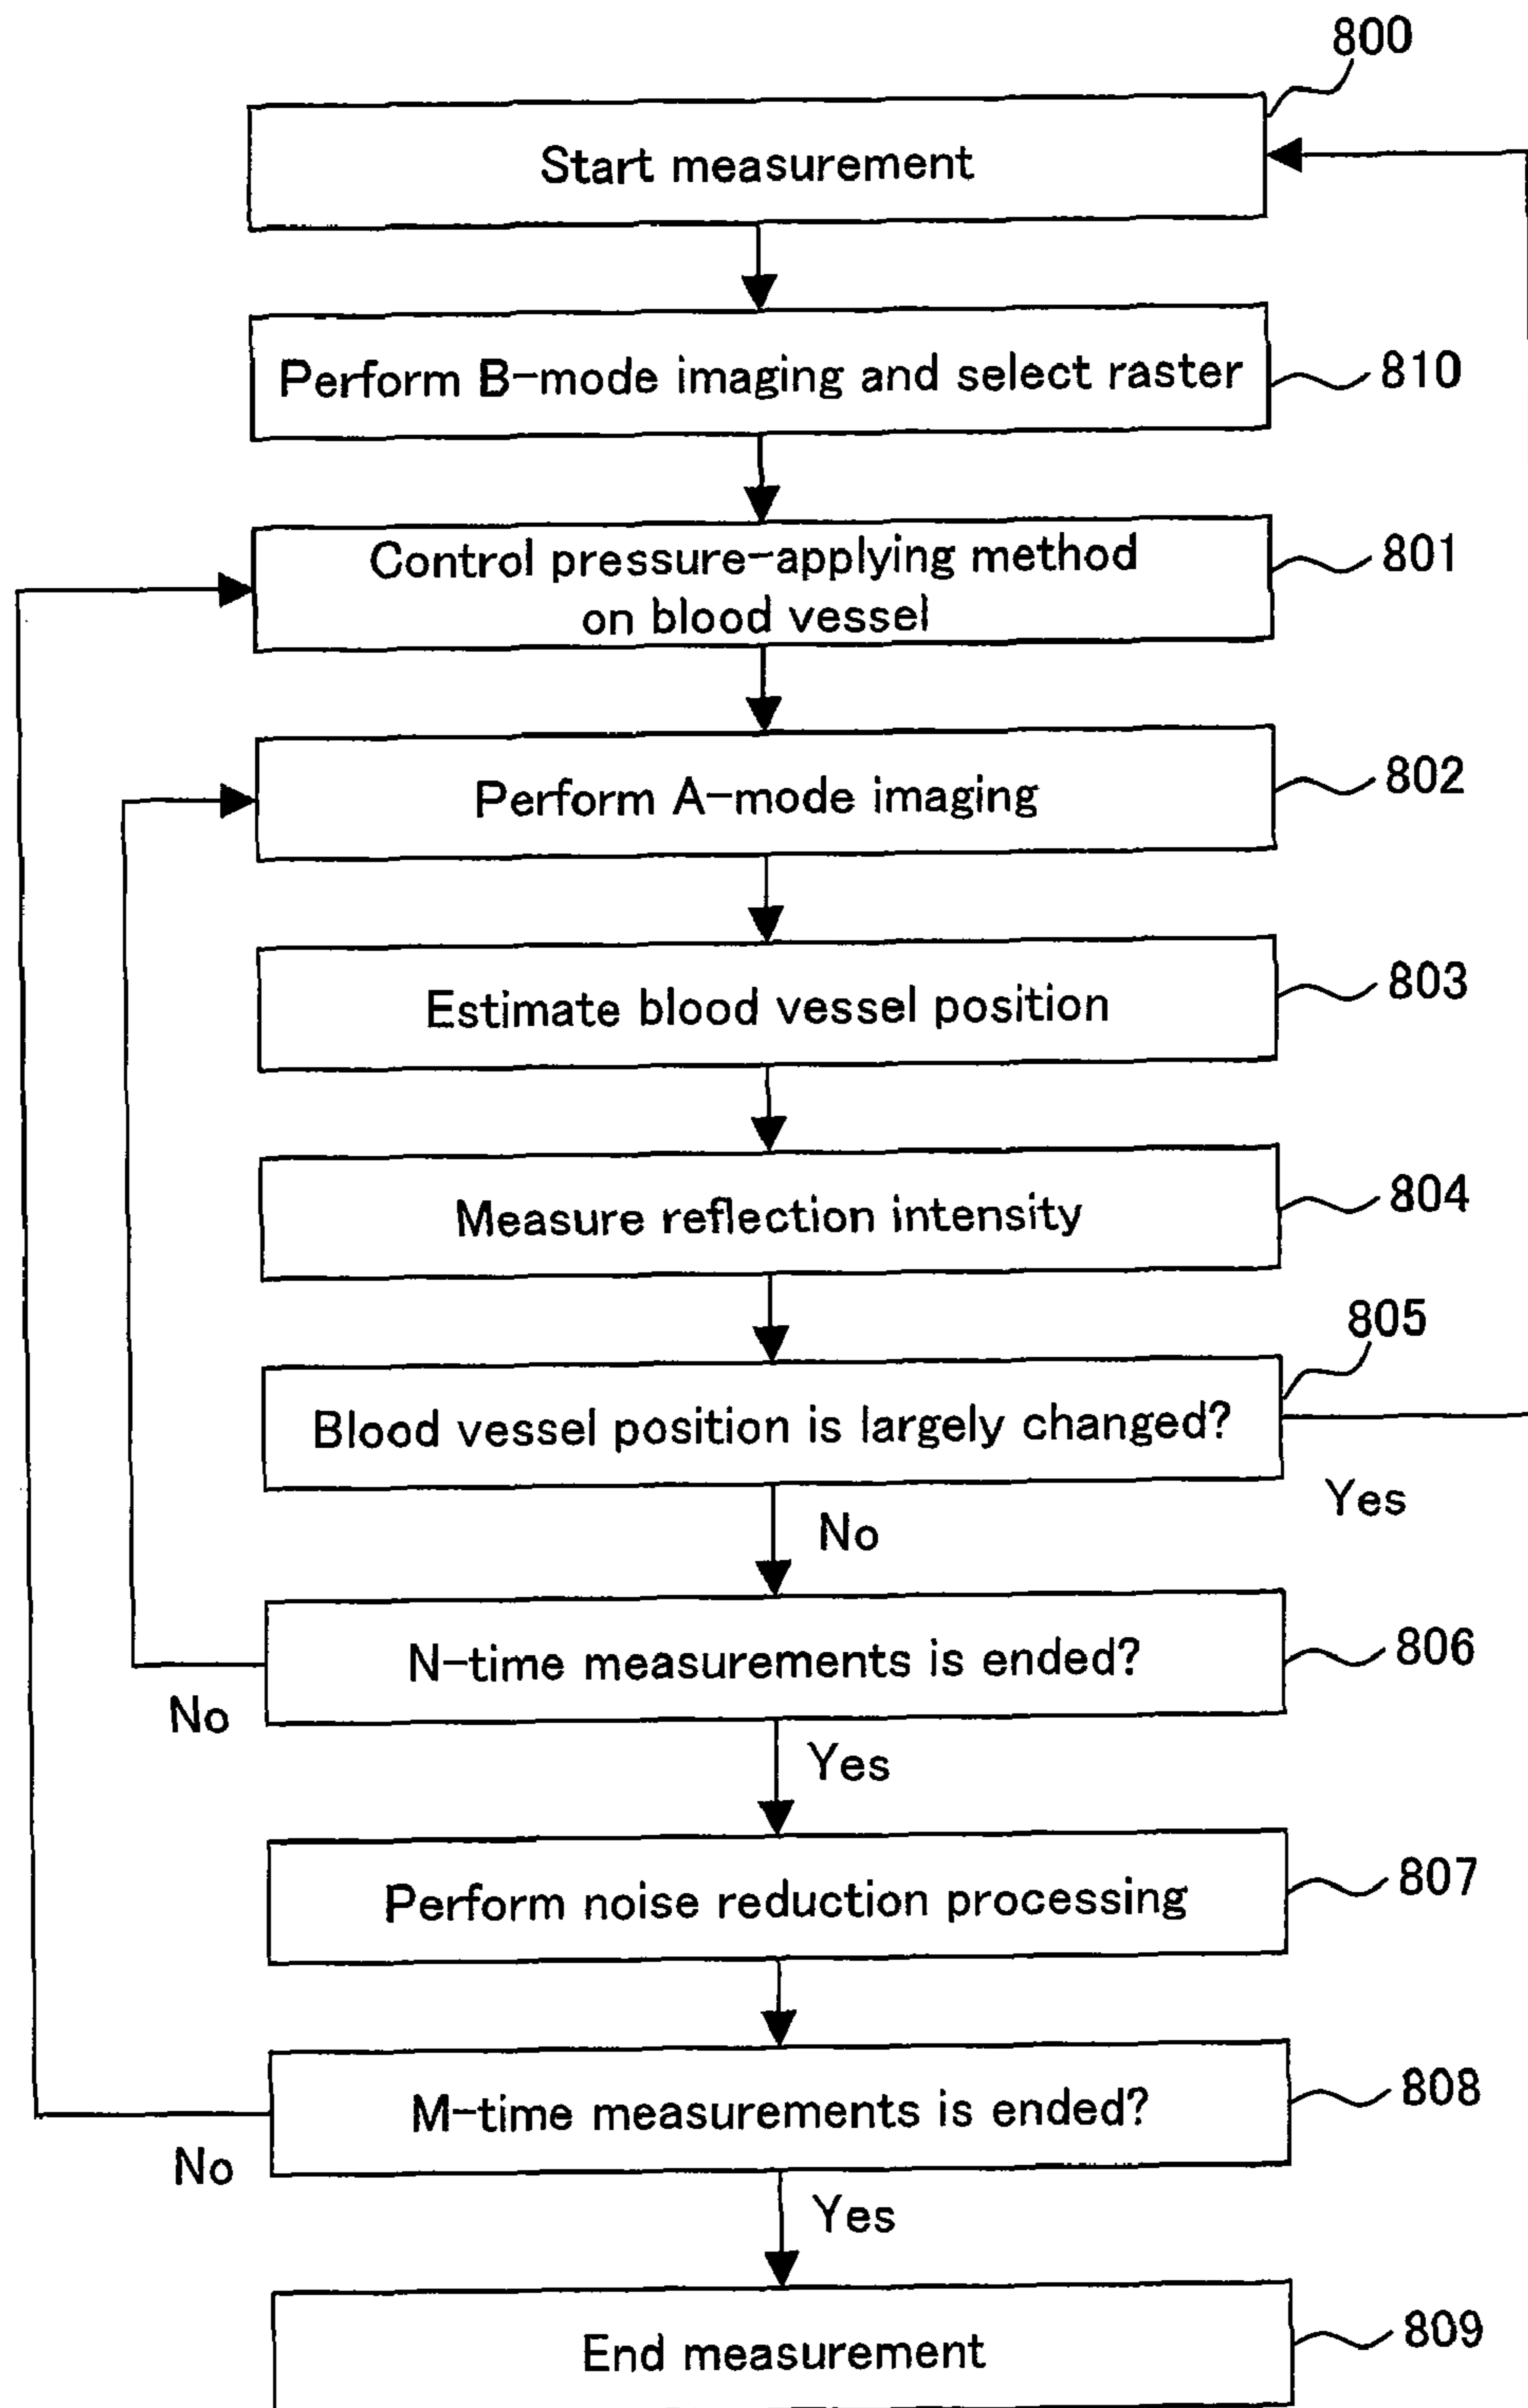 800
Start measurement
Perform B-mode imaging and select raster
810
Control pressure-applying method
on blood vessel
801
Perform A-mode imaging
802
Estimate blood vessel position
803
Measure reflection intensity
804
805
Blood vessel position is largely changed?
Yes
No
N-time measurements is ended?
806
No
Yes
Perform noise reduction processing
807
M-time measurements is ended?
808
No
Yes
End measurement
809